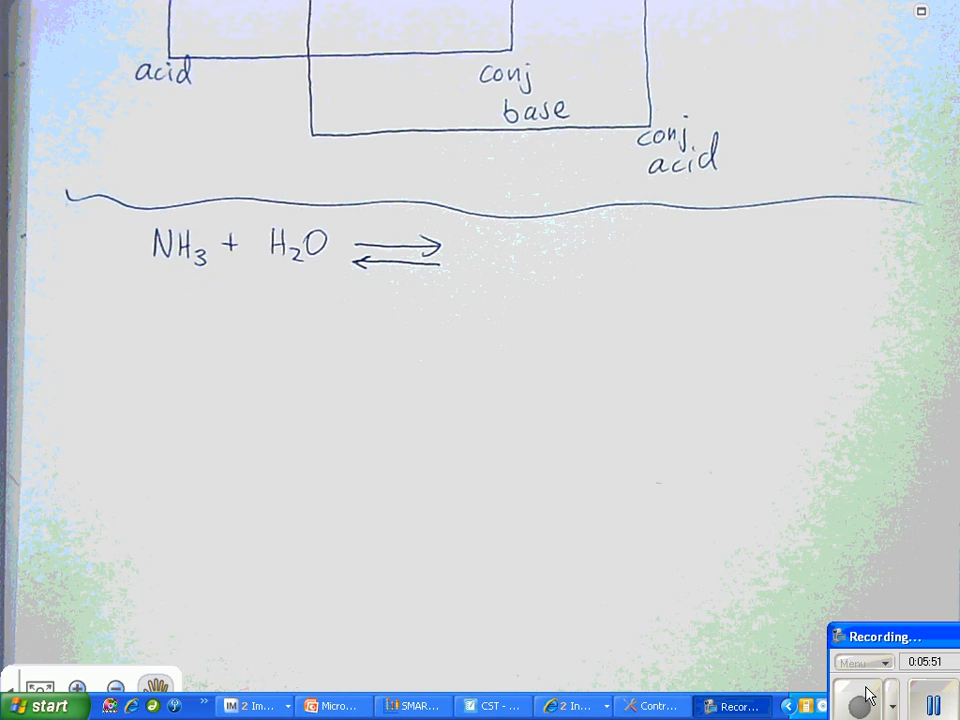 acid
conj
base
conj
acid
NH₃ + H₂O ⇌
Recording...
Menu
0:05:51
start
2 Im...
Micro...
SMAR...
CST - ...
2 In...
Contr...
Recor...